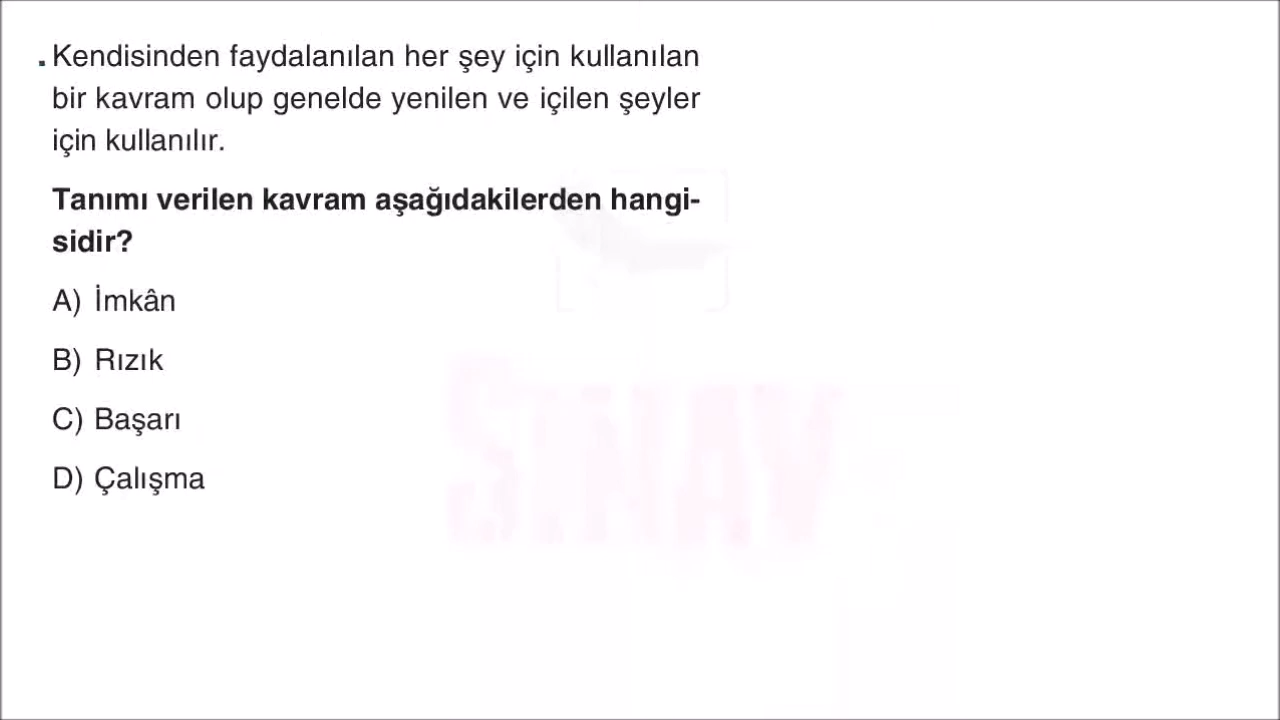 . Kendisinden faydalanılan her şey için kullanılan
bir kavram olup genelde yenilen ve içilen şeyler
için kullanılır.
Tanımı verilen kavram aşağıdakilerden hangi-
sidir?
A) İmkân
B) Rızık
C) Başarı
D) Çalışma
SINAV